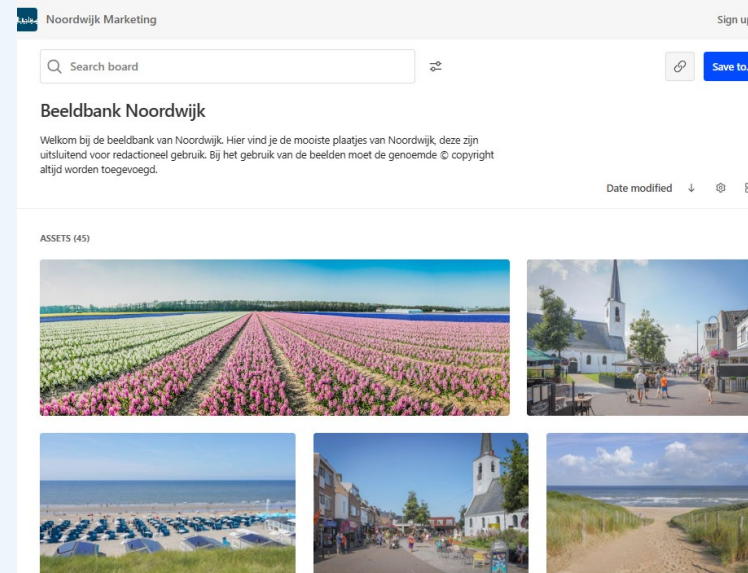 Noordwijk Marketing
Sign up
Search board
Save to.
Beeldbank Noordwijk
Welkom bij de beeldbank van Noordwijk. Hier vind je de mooiste plaatjes van Noordwijk, deze zijn
uitsluitend voor redactioneel gebruik. Bij het gebruik van de beelden moet de genoemde © copyright
altijd worden toegevoegd.
Date modified
ASSETS (45)